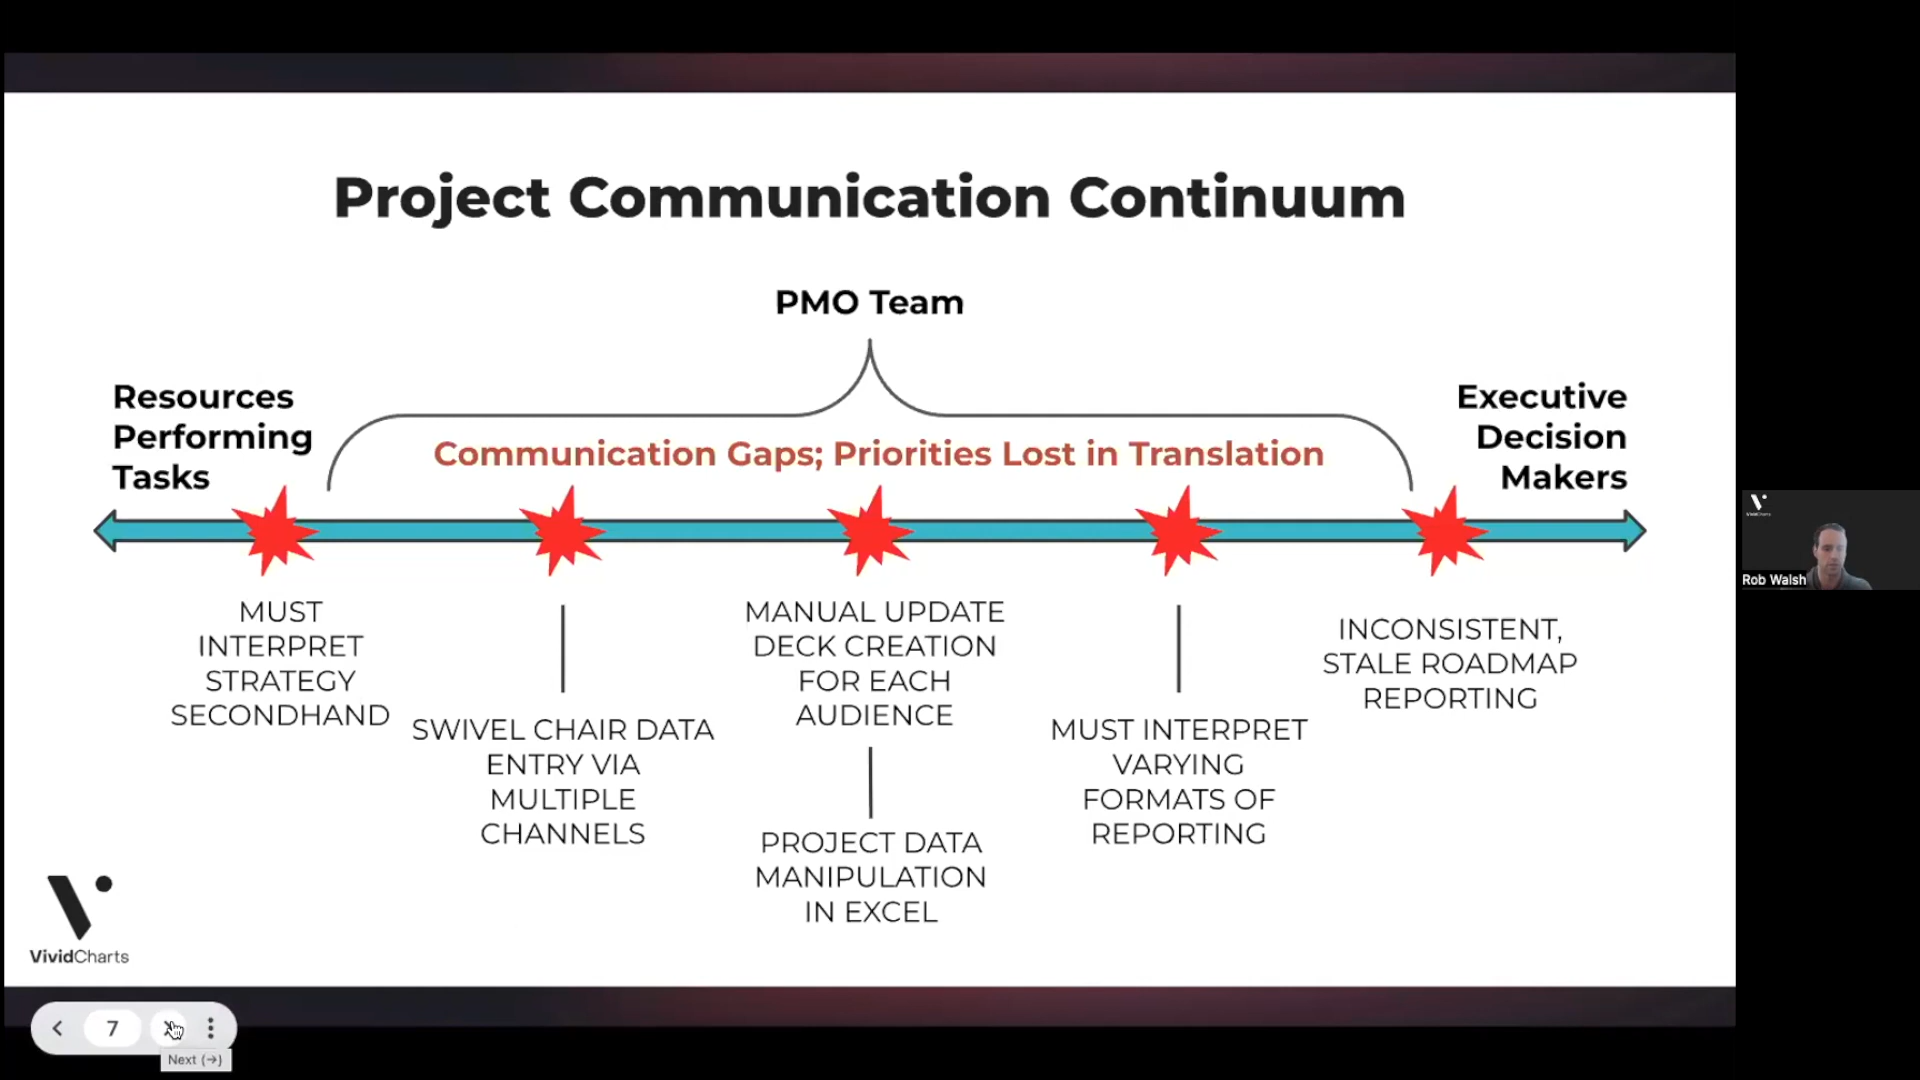 Project Communication Continuum
PMO Team
Resources
Performing
Tasks
Executive
Decision
Makers
Communication Gaps; Priorities Lost in Translation
MUST
INTERPRET
STRATEGY
SECONDHAND
SWIVEL CHAIR DATA
ENTRY VIA
MULTIPLE
CHANNELS
MANUAL UPDATE
DECK CREATION
FOR EACH
AUDIENCE
PROJECT DATA
MANIPULATION
IN EXCEL
MUST INTERPRET
VARYING
FORMATS OF
REPORTING
INCONSISTENT,
STALE ROADMAP
REPORTING
VividCharts
7
Next (→)
Rob Walsh